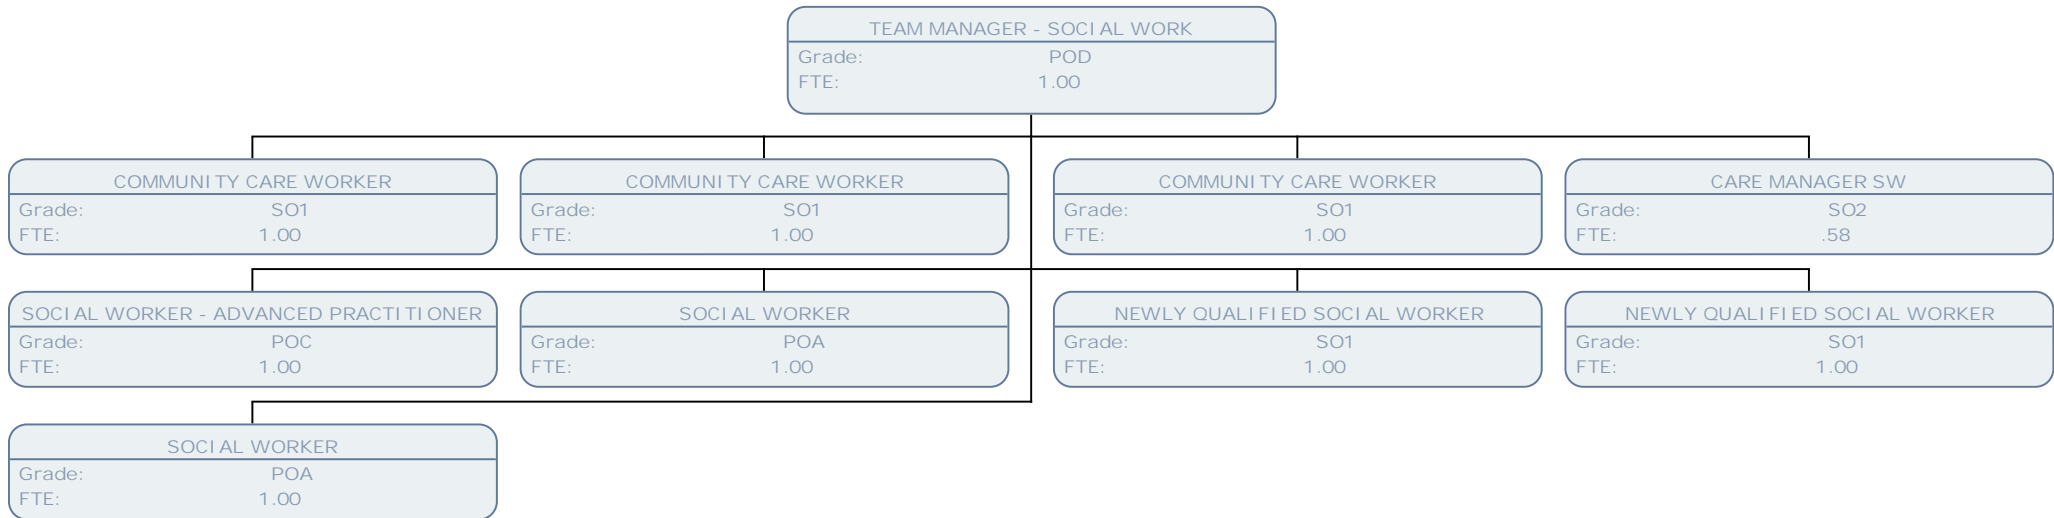 TEAM MANAGER - SOCIAL WORK
Grade: POD
FTE: 1.00
COMMUNITY CARE WORKER
Grade: SO1
FTE: 1.00
COMMUNITY CARE WORKER
Grade: SO1
FTE: 1.00
COMMUNITY CARE WORKER
Grade: SO1
FTE: 1.00
CARE MANAGER SW
Grade: SO2
FTE: .58
SOCIAL WORKER - ADVANCED PRACTITIONER
Grade: POC
FTE: 1.00
SOCIAL WORKER
Grade: POA
FTE: 1.00
NEWLY QUALIFIED SOCIAL WORKER
Grade: SO1
FTE: 1.00
NEWLY QUALIFIED SOCIAL WORKER
Grade: SO1
FTE: 1.00
SOCIAL WORKER
Grade: POA
FTE: 1.00